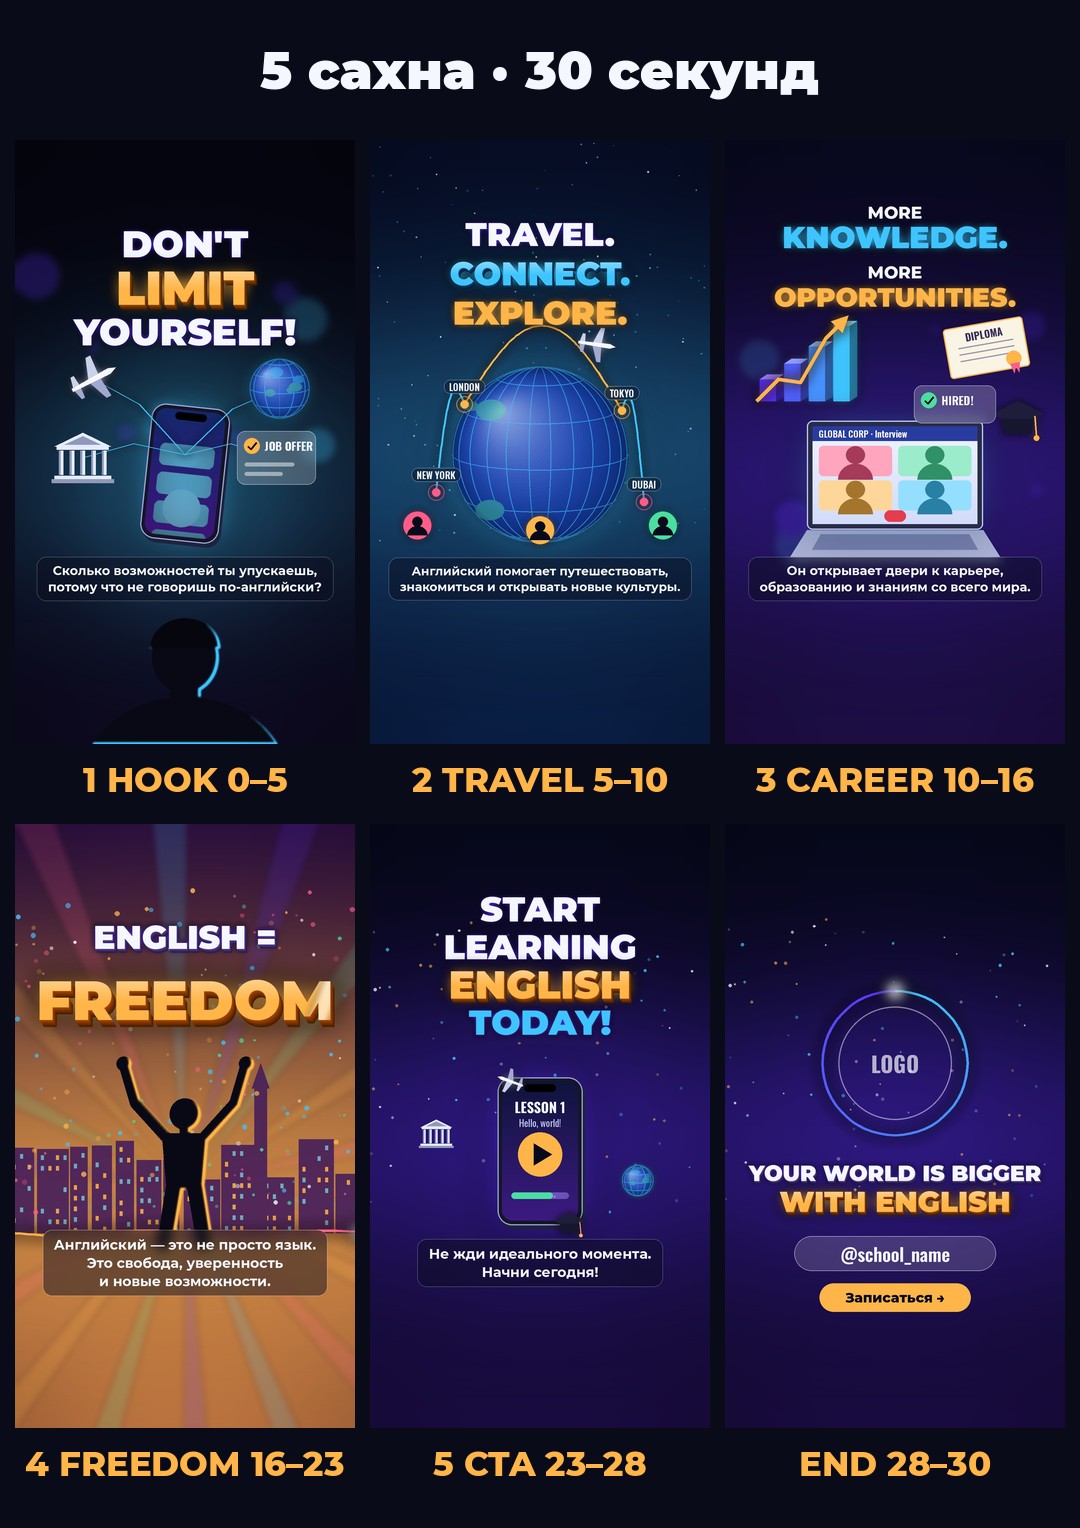 5 сахна • 30 секунд
DON'T
LIMIT
YOURSELF!
JOB OFFER
Сколько возможностей ты упускаешь,
потому что не говоришь по-английски?
1 HOOK 0–5
TRAVEL.
CONNECT.
EXPLORE.
LONDON
TOKYO
NEW YORK
DUBAI
Английский помогает путешествовать,
знакомиться и открывать новые культуры.
2 TRAVEL 5–10
MORE
KNOWLEDGE.
MORE
OPPORTUNITIES.
DIPLOMA
HIRED!
GLOBAL CORP · Interview
Он открывает двери к карьере,
образованию и знаниям со всего мира.
3 CAREER 10–16
ENGLISH =
FREEDOM
Английский — это не просто язык.
Это свобода, уверенность
и новые возможности.
4 FREEDOM 16–23
START
LEARNING
ENGLISH
TODAY!
LESSON 1
Hello, world!
Не жди идеального момента.
Начни сегодня!
5 CTA 23–28
LOGO
YOUR WORLD IS BIGGER
WITH ENGLISH
@school_name
Записаться →
END 28–30